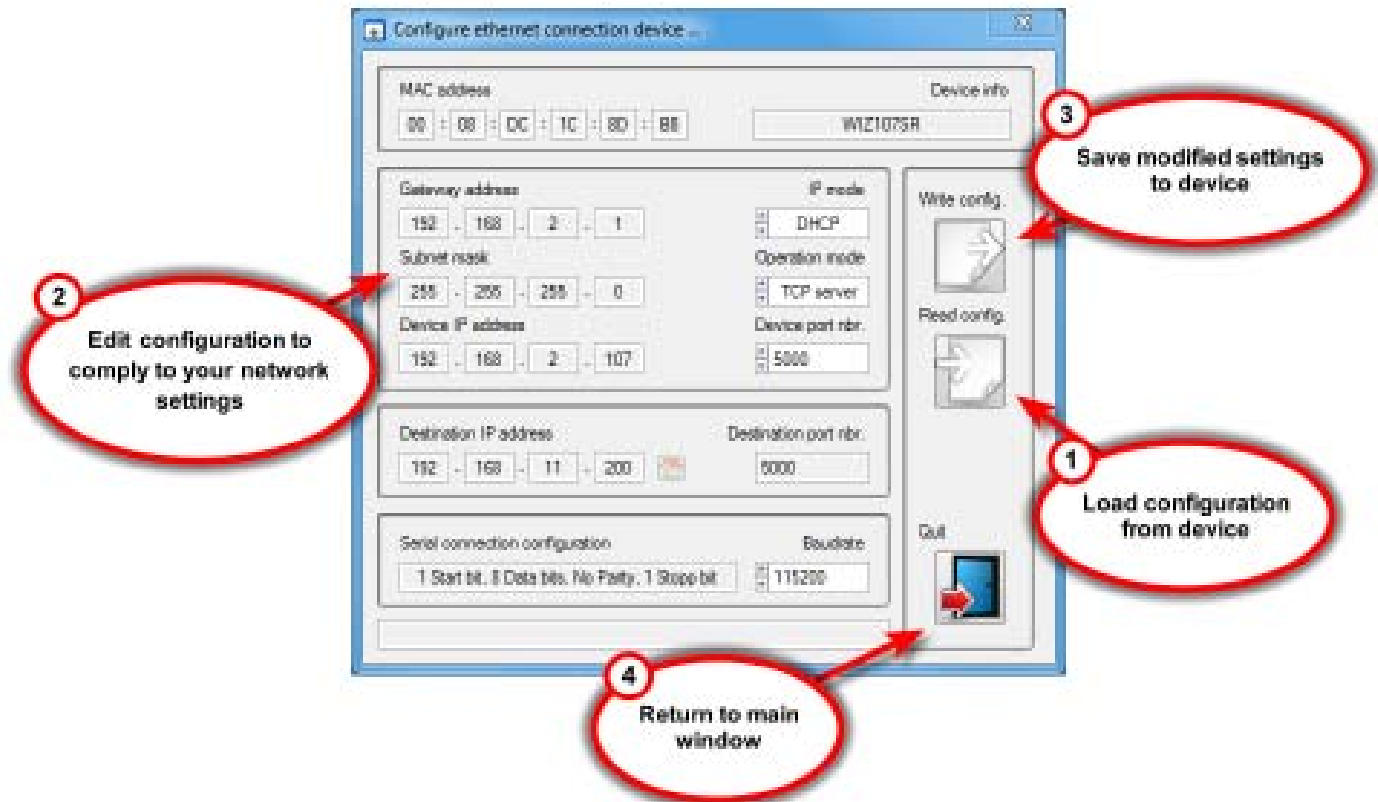 Configure ethernet connection device ...
MAC address
Device info
00 : 08 : DC : 1C : 8D : B8
WIZ107SR
3
Save modified settings
to device
Gateway address
IP mode
192 . 168 . 2 . 1
DHCP
Write config.
Subnet mask
Operation mode
255 . 255 . 255 . 0
TCP server
Device IP address
Device port nbr.
192 . 168 . 2 . 107
5000
Read config.
2
Edit configuration to
comply to your network
settings
Destination IP address
Destination port nbr.
192 . 168 . 11 . 200
5000
1
Load configuration
from device
Serial connection configuration
Baudrate
1 Start bit, 8 Data bits, No Parity, 1 Stopp bit
115200
Quit
4
Return to main
window